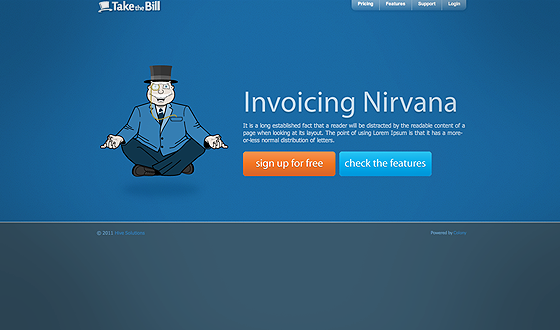 Take the Bill
Pricing Features Support Login
Invoicing Nirvana
It is a long established fact that a reader will be distracted by the readable content of a
page when looking at its layout. The point of using Lorem Ipsum is that it has a more-
or-less normal distribution of letters.
sign up for free check the features
© 2011 Hive Solutions Powered by